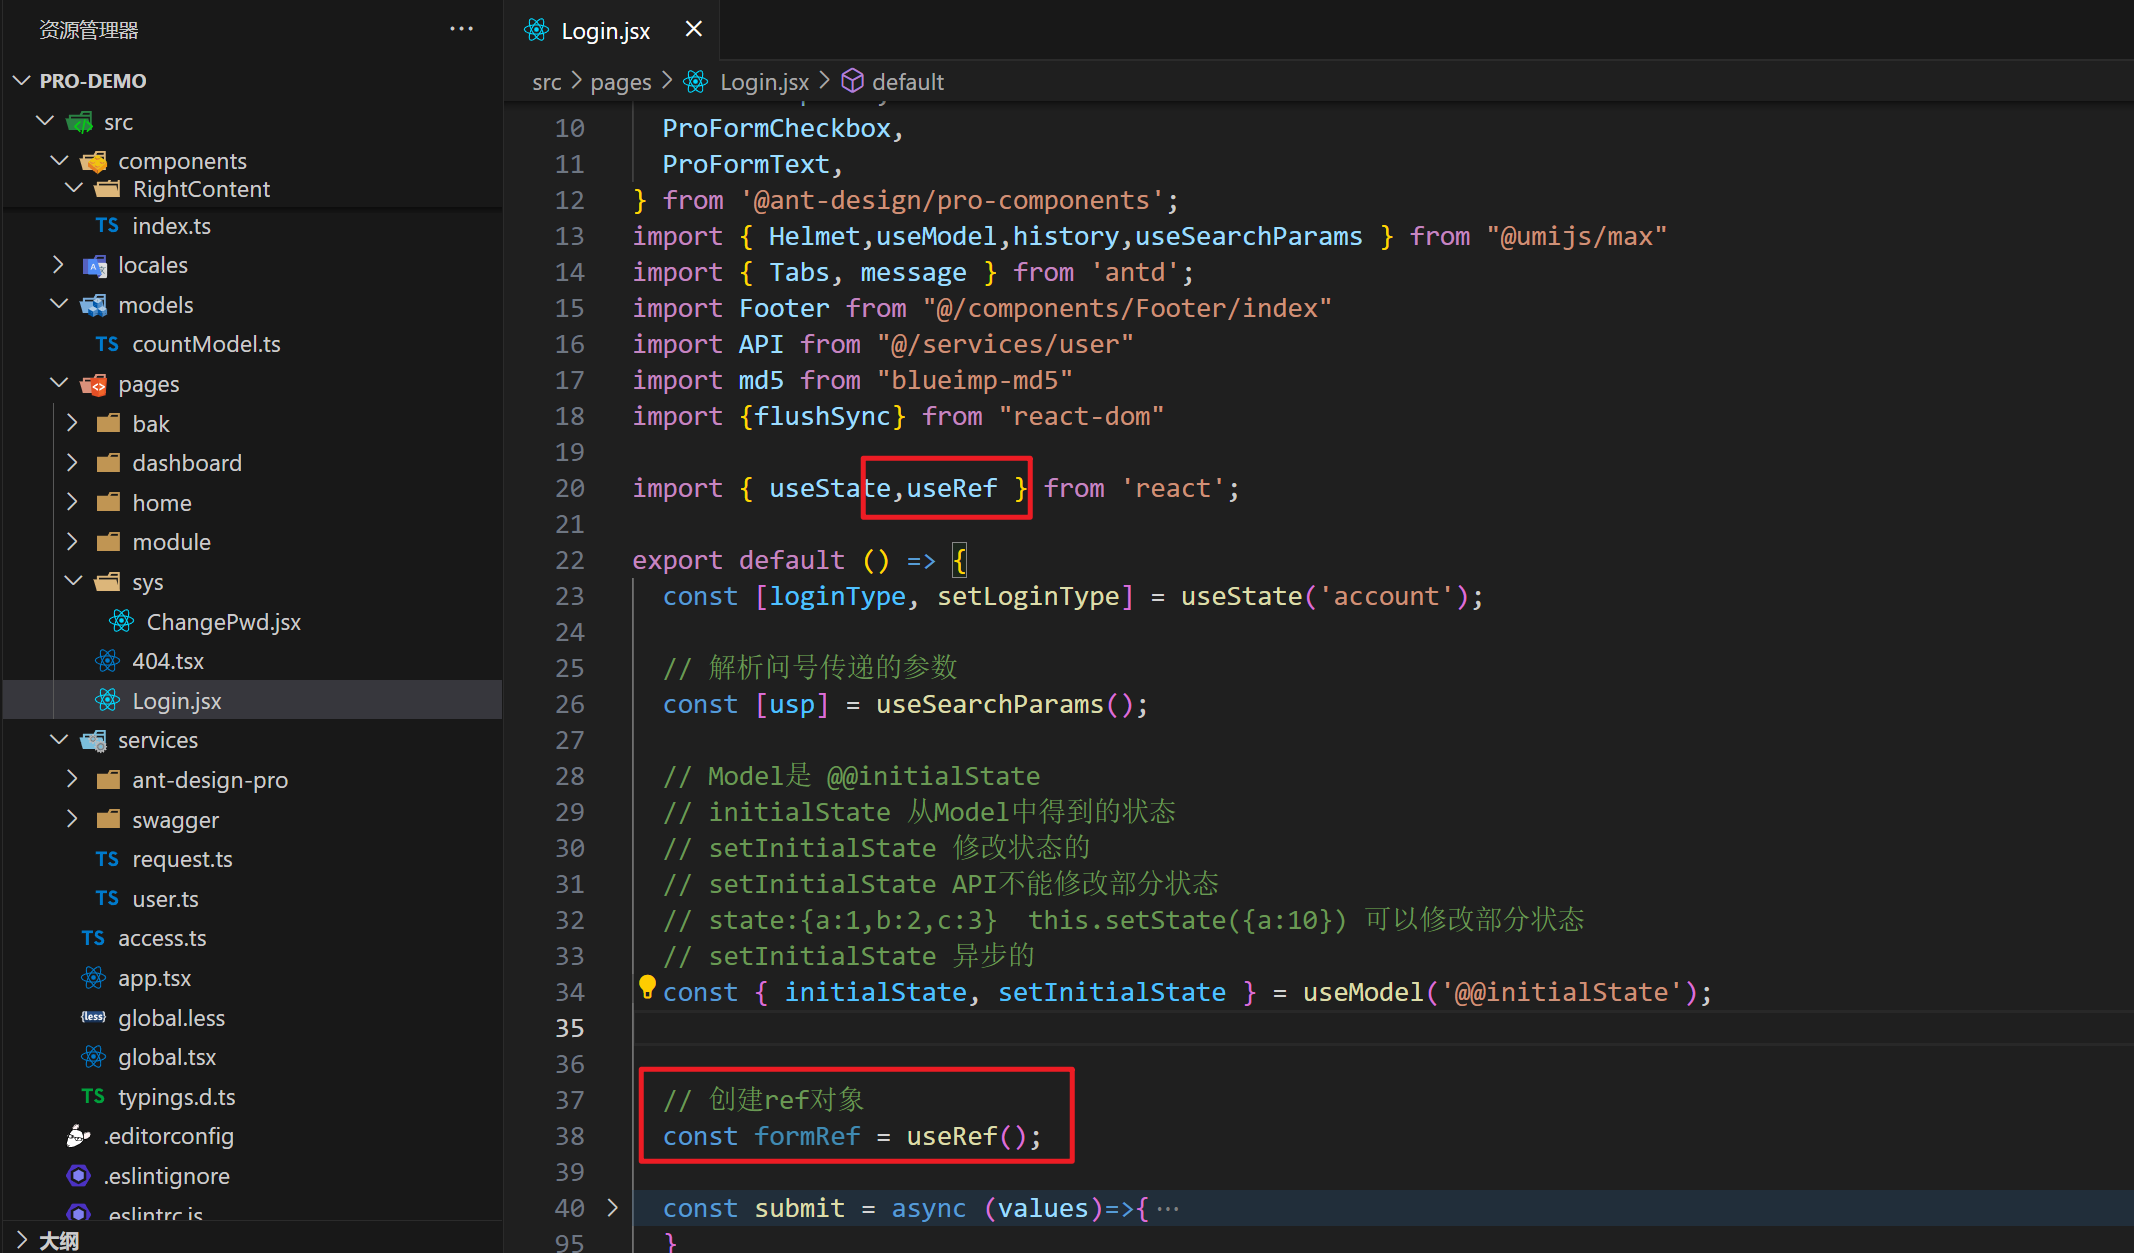 资源管理器
PRO-DEMO
src
components
RightContent
index.ts
locales
models
countModel.ts
pages
bak
dashboard
home
module
sys
ChangePwd.jsx
404.tsx
Login.jsx
services
ant-design-pro
swagger
request.ts
user.ts
access.ts
app.tsx
global.less
global.tsx
typings.d.ts
.editorconfig
.eslintignore
.eslintrc.js
大纲
Login.jsx
src > pages > Login.jsx > default
10 ProFormCheckbox,
11 ProFormText,
12 } from '@ant-design/pro-components';
13 import { Helmet,useModel,history,useSearchParams } from "@umijs/max"
14 import { Tabs, message } from 'antd';
15 import Footer from "@/components/Footer/index"
16 import API from "@/services/user"
17 import md5 from "blueimp-md5"
18 import {flushSync} from "react-dom"
19
20 import { useState,useRef } from 'react';
21
22 export default () => {
23 const [loginType, setLoginType] = useState('account');
24
25 // 解析问号传递的参数
26 const [usp] = useSearchParams();
27
28 // Model是 @@initialState
29 // initialState 从Model中得到的状态
30 // setInitialState 修改状态的
31 // setInitialState API不能修改部分状态
32 // state:{a:1,b:2,c:3}  this.setState({a:10}) 可以修改部分状态
33 // setInitialState 异步的
34 const { initialState, setInitialState } = useModel('@@initialState');
35
36
37 // 创建ref对象
38 const formRef = useRef();
39
40 const submit = async (values)=>{ ···
95 }